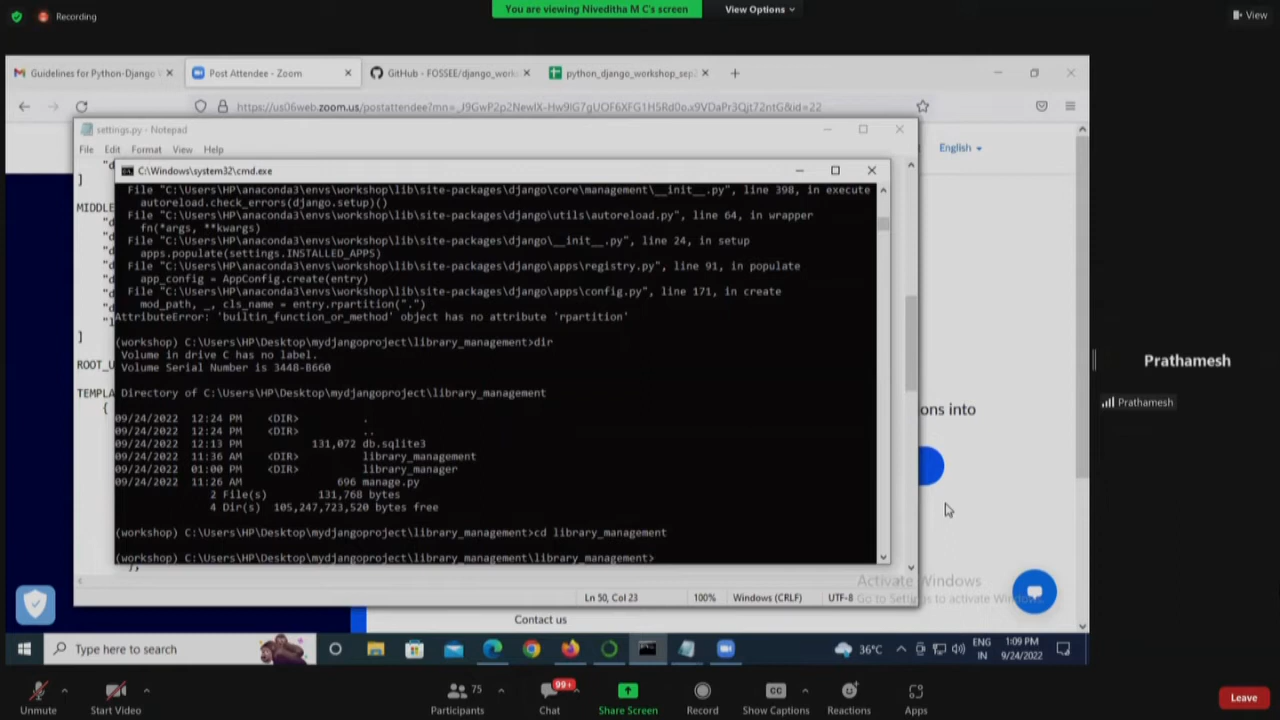 Recording
You are viewing Niveditha M C's screen
View Options
View
Guidelines for Python-Django
Post Attendee - Zoom
GitHub - FOSSEE/django_work
python_django_workshop_sep2
settings.py - Notepad
English
File Edit Format View Help
C:\Windows\system32\cmd.exe
"d
]
MIDDLE
"d
"d
"d
"d
"d
"d
"l
]
ROOT_U
TEMPLA
{
File "C:\Users\HP\anaconda3\envs\workshop\lib\site-packages\django\core\management\__init__.py", line 398, in execute
autoreload.check_errors(django.setup)()
File "C:\Users\HP\anaconda3\envs\workshop\lib\site-packages\django\utils\autoreload.py", line 64, in wrapper
fn(*args, **kwargs)
File "C:\Users\HP\anaconda3\envs\workshop\lib\site-packages\django\__init__.py", line 24, in setup
apps.populate(settings.INSTALLED_APPS)
File "C:\Users\HP\anaconda3\envs\workshop\lib\site-packages\django\apps\registry.py", line 91, in populate
app_config = AppConfig.create(entry)
File "C:\Users\HP\anaconda3\envs\workshop\lib\site-packages\django\apps\config.py", line 171, in create
mod_path, _, cls_name = entry.rpartition(".")
AttributeError: 'builtin_function_or_method' object has no attribute 'rpartition'
(workshop) C:\Users\HP\Desktop\mydjangoproject\library_management>dir
Volume in drive C has no label.
Volume Serial Number is 3448-B660
Directory of C:\Users\HP\Desktop\mydjangoproject\library_management
09/24/2022 12:24 PM <DIR> .
09/24/2022 12:24 PM <DIR> ..
09/24/2022 12:13 PM 131,072 db.sqlite3
09/24/2022 11:36 AM <DIR> library_management
09/24/2022 01:00 PM <DIR> library_manager
09/24/2022 11:26 AM 696 manage.py
2 File(s) 131,768 bytes
4 Dir(s) 105,247,723,520 bytes free
(workshop) C:\Users\HP\Desktop\mydjangoproject\library_management>cd library_management
(workshop) C:\Users\HP\Desktop\mydjangoproject\library_management\library_management>
},
ons into
Prathamesh
Prathamesh
Activate Windows
Go to Settings to activate Windows.
Ln 50, Col 23 100% Windows (CRLF) UTF-8
Contact us
Type here to search
36°C
ENG
IN
1:09 PM
9/24/2022
99+
75
Unmute
Start Video
Participants
Chat
Share Screen
Record
CC
Show Captions
Reactions
Apps
Leave